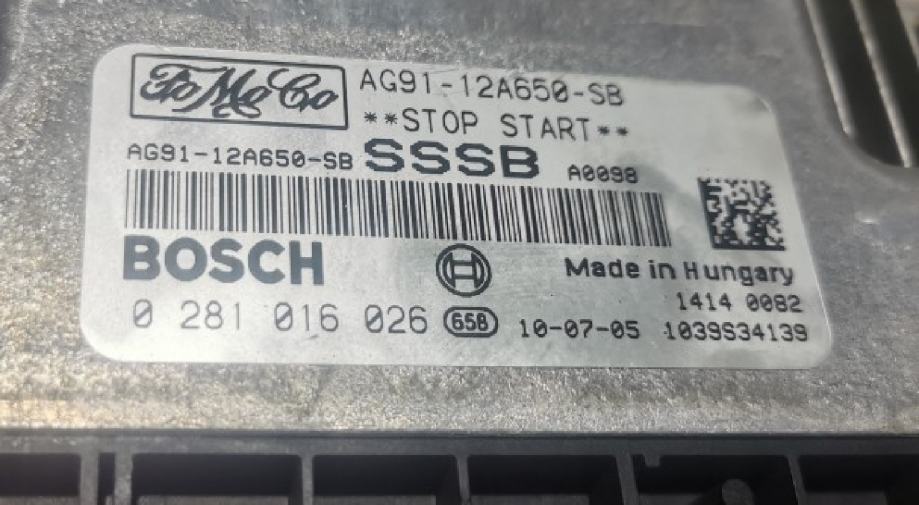 FoMoCo AG91-12A650-SB
**STOP START**
AG91-12A650-SB SSSB A0098
BOSCH Made in Hungary
1414 0082
0 281 016 026 658 10-07-05 1039S34139